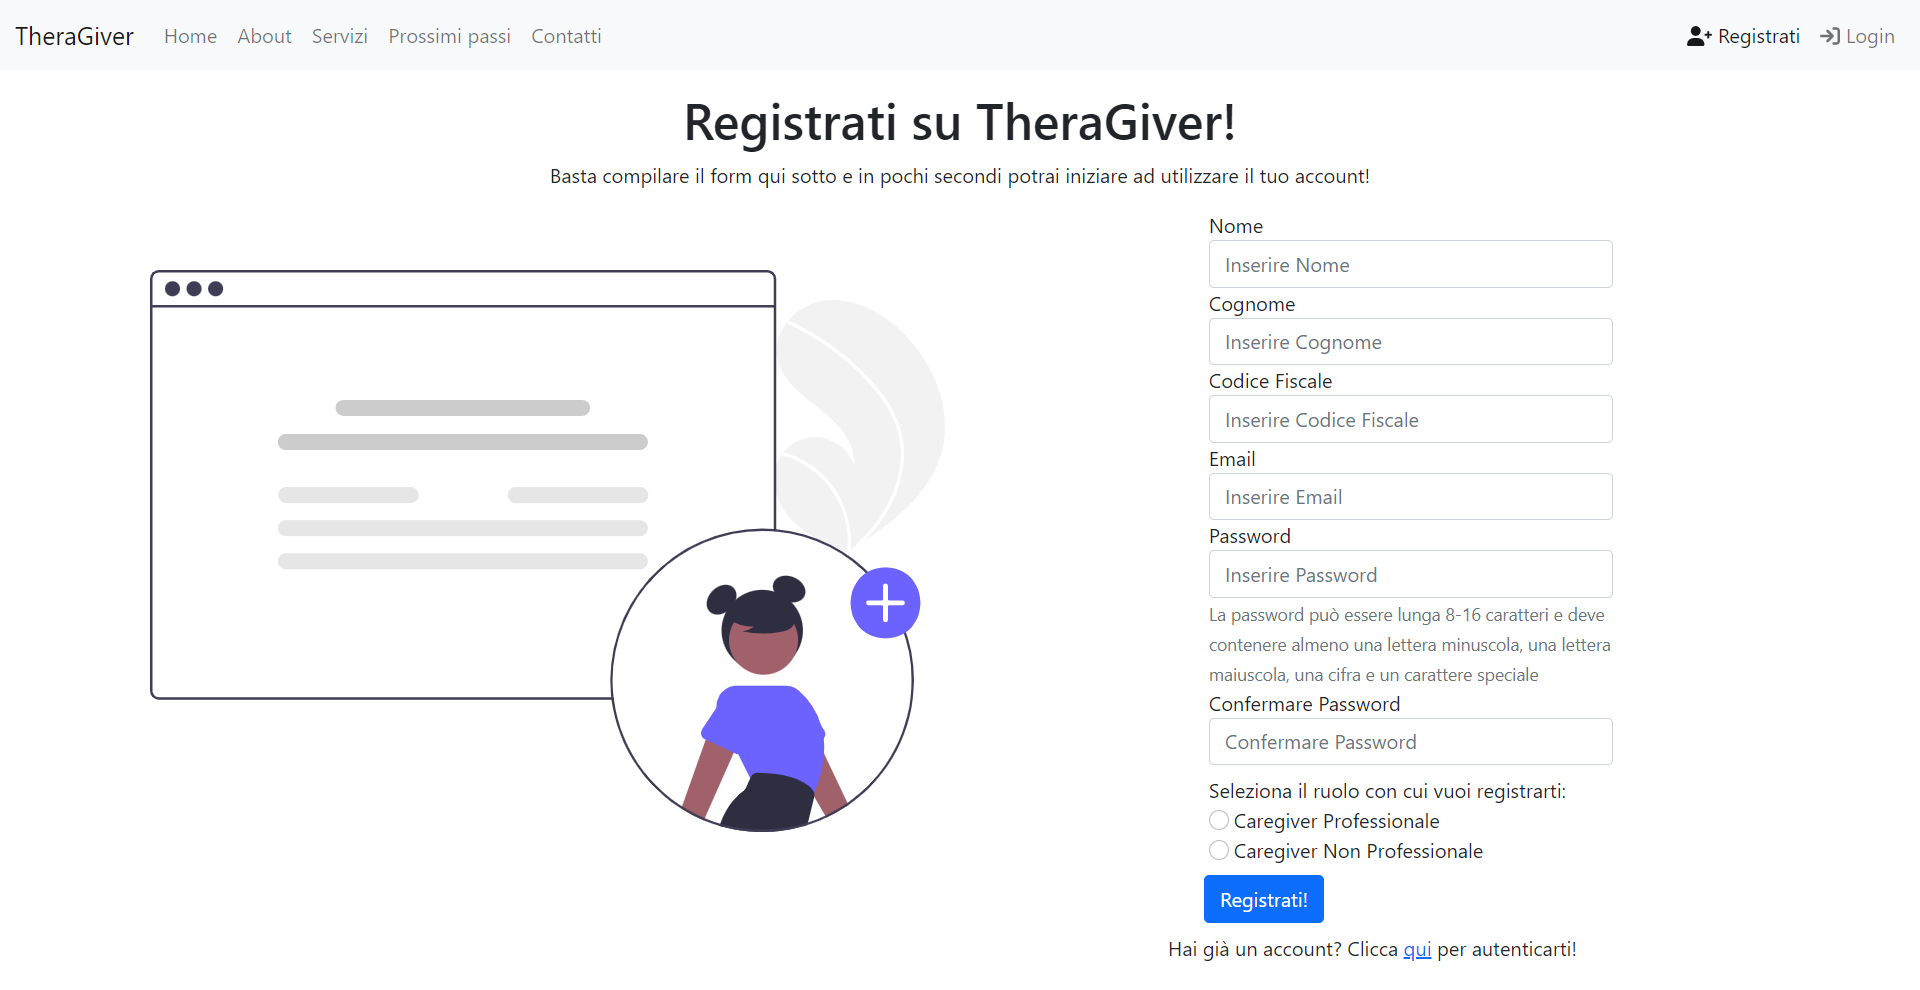 TheraGiver Home About Servizi Prossimi passi Contatti Registrati Login
Registrati su TheraGiver!
Basta compilare il form qui sotto e in pochi secondi potrai iniziare ad utilizzare il tuo account!
Nome
Inserire Nome
Cognome
Inserire Cognome
Codice Fiscale
Inserire Codice Fiscale
Email
Inserire Email
Password
Inserire Password
La password può essere lunga 8-16 caratteri e deve
contenere almeno una lettera minuscola, una lettera
maiuscola, una cifra e un carattere speciale
Confermare Password
Confermare Password
Seleziona il ruolo con cui vuoi registrarti:
Caregiver Professionale
Caregiver Non Professionale
Registrati!
Hai già un account? Clicca qui per autenticarti!